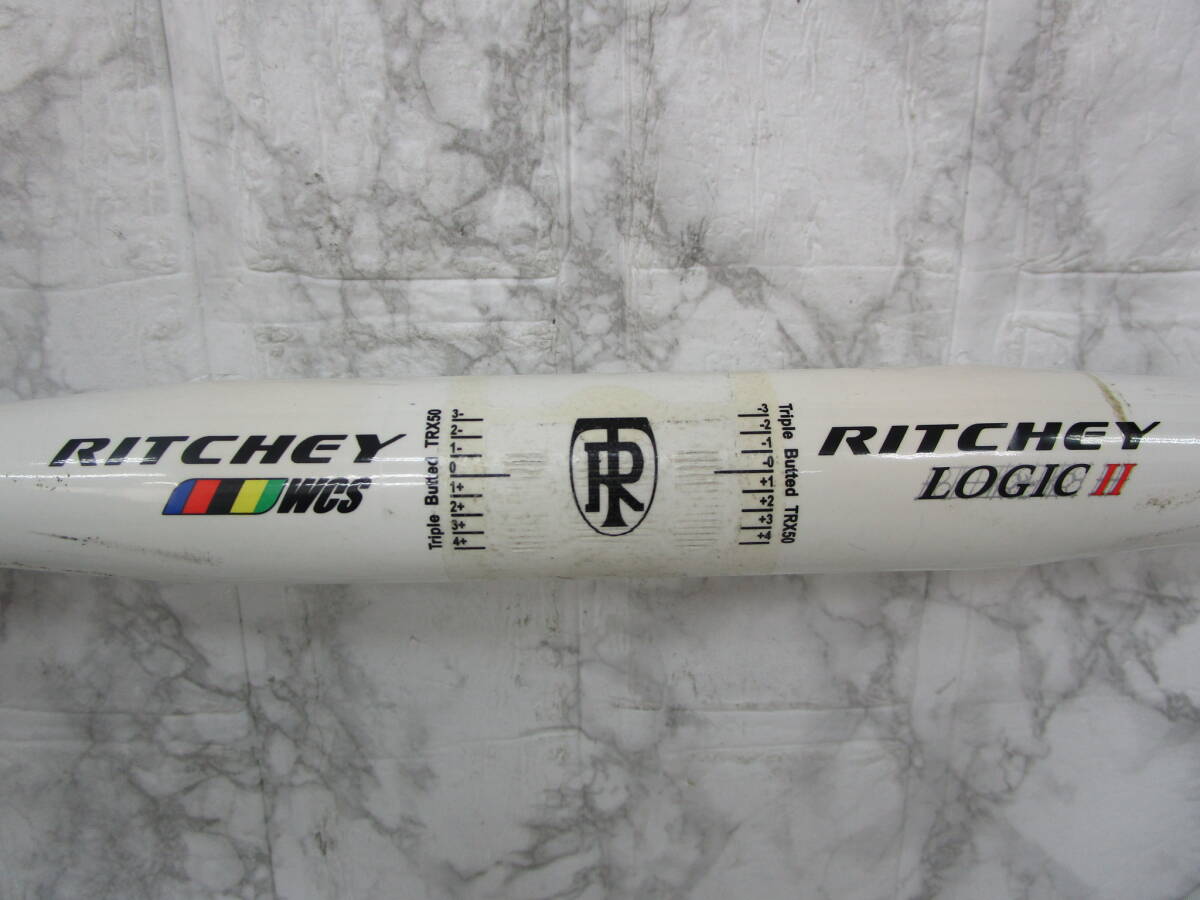 RITCHEY
WCS
Triple Butted TRX50
3-
2-
1-
0
1+
2+
3+
4+
TR
-2
-1
-0
+1
+2
+3
+4
Triple Butted TRX50
RITCHEY
LOGIC II